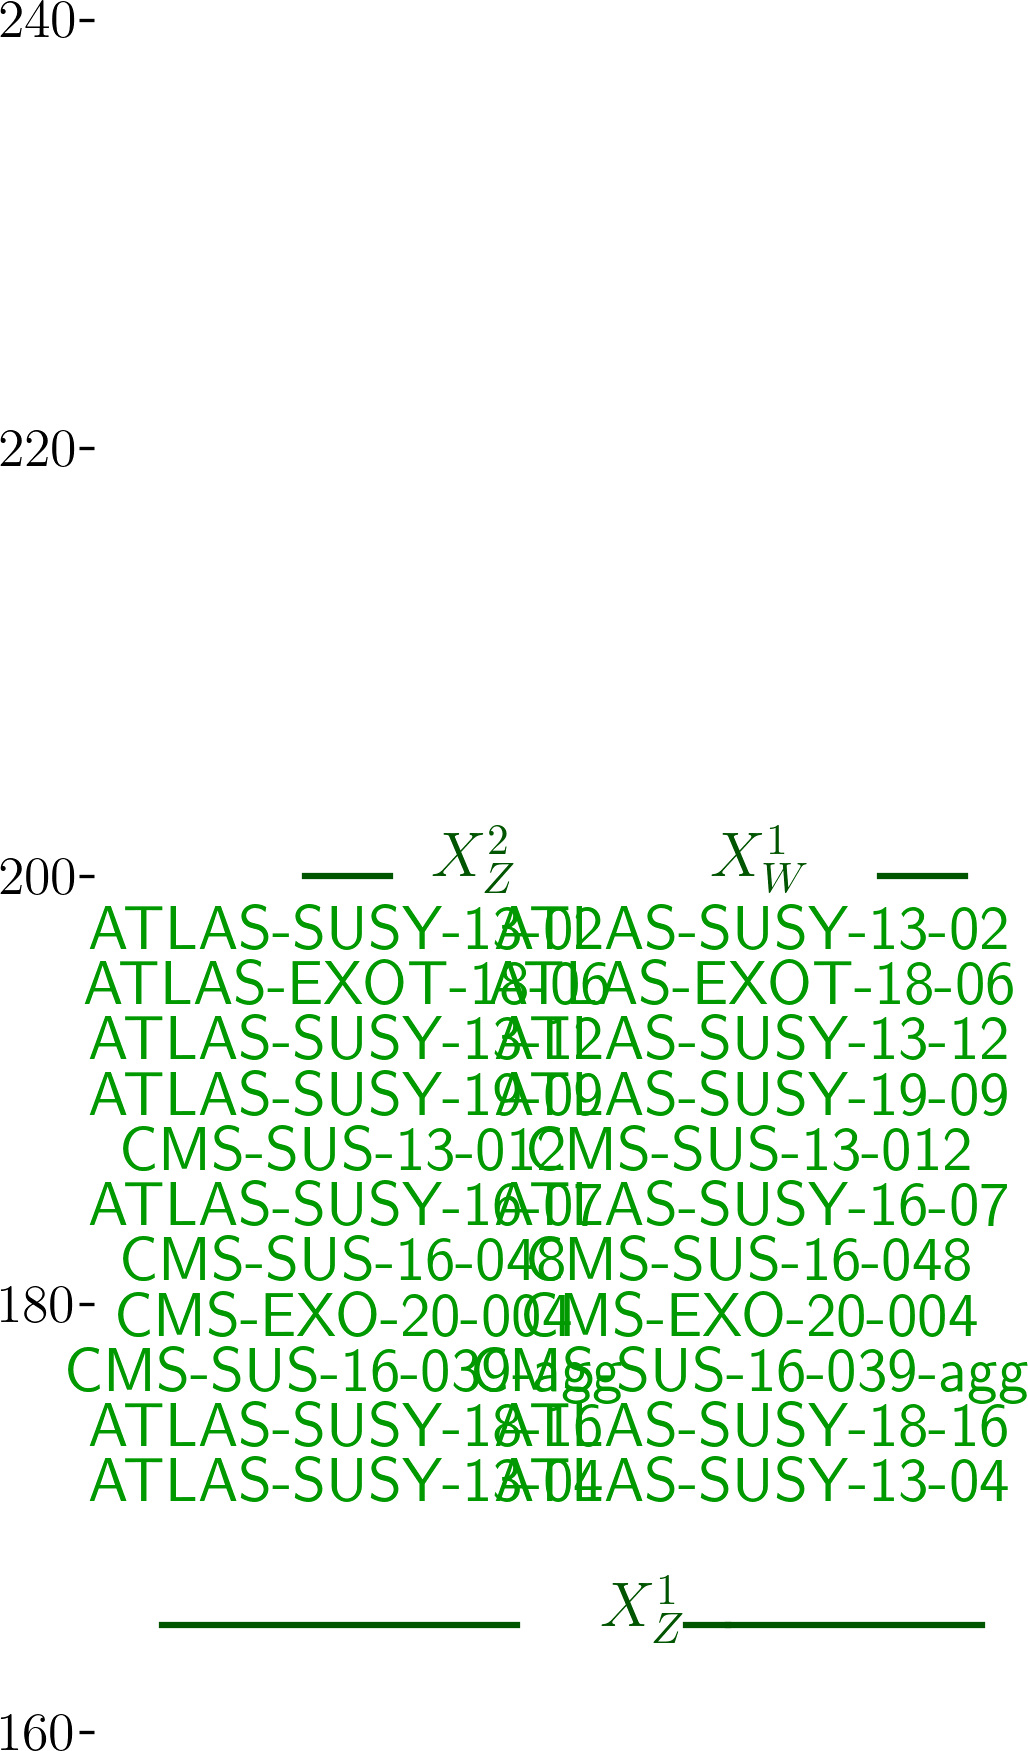 240
220
200 X_Z^2 X_W^1
ATLAS-SUSY-13-02 ATLAS-SUSY-13-02
ATLAS-EXOT-18-06 ATLAS-EXOT-18-06
ATLAS-SUSY-13-12 ATLAS-SUSY-13-12
ATLAS-SUSY-19-09 ATLAS-SUSY-19-09
CMS-SUS-13-012 CMS-SUS-13-012
ATLAS-SUSY-16-07 ATLAS-SUSY-16-07
CMS-SUS-16-048 CMS-SUS-16-048
180 CMS-EXO-20-004 CMS-EXO-20-004
CMS-SUS-16-039-agg CMS-SUS-16-039-agg
ATLAS-SUSY-18-16 ATLAS-SUSY-18-16
ATLAS-SUSY-13-04 ATLAS-SUSY-13-04
X_Z^1
160